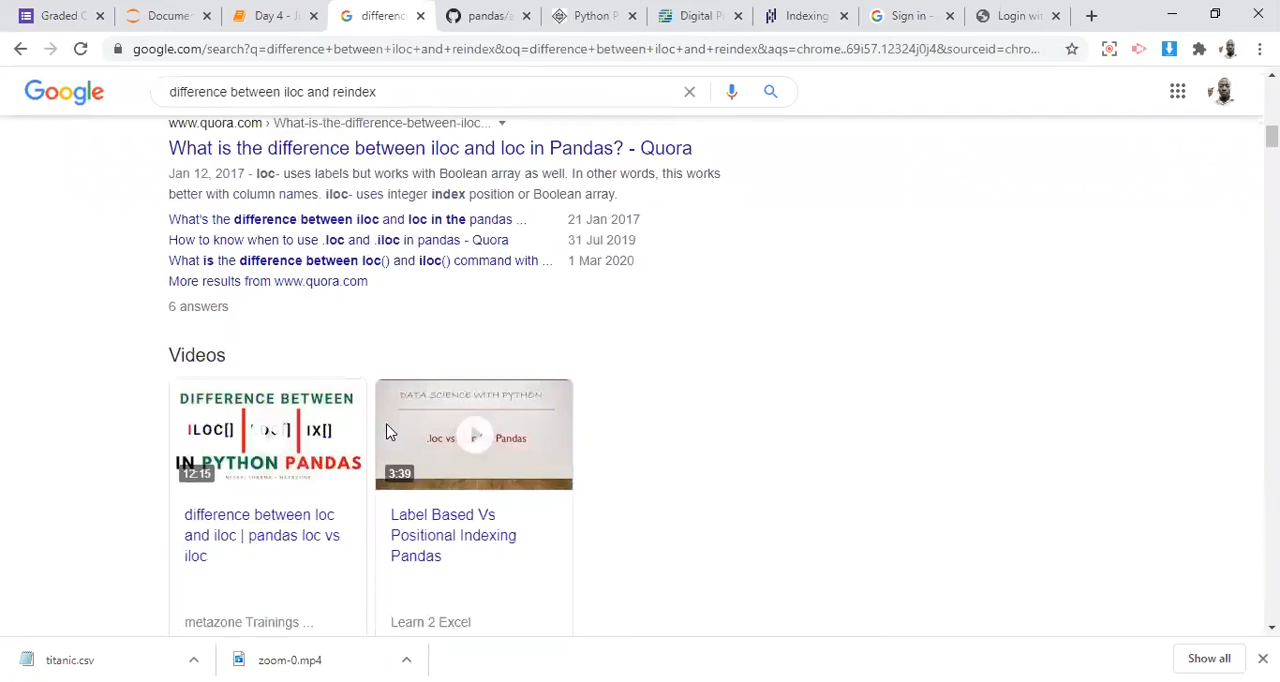 Graded C
Docume
Day 4 - J
differenc
pandas/e
Python P
Digital P
Indexing
Sign in -
Login wi
google.com/search?q=difference+between+iloc+and+reindex&oq=difference+between+iloc+and+reindex&aqs=chrome..69i57.12324j0j4&sourceid=chro...
Google
difference between iloc and reindex
www.quora.com › What-is-the-difference-between-iloc...
What is the difference between iloc and loc in Pandas? - Quora
Jan 12, 2017 - loc- uses labels but works with Boolean array as well. In other words, this works
better with column names. iloc- uses integer index position or Boolean array.
What's the difference between iloc and loc in the pandas ... 21 Jan 2017
How to know when to use .loc and .iloc in pandas - Quora 31 Jul 2019
What is the difference between loc() and iloc() command with ... 1 Mar 2020
More results from www.quora.com
6 answers
Videos
DIFFERENCE BETWEEN
ILOC[] IX[]
IN PYTHON PANDAS
12:15
DATA SCIENCE WITH PYTHON
.loc vs Pandas
3:39
difference between loc
and iloc | pandas loc vs
iloc
metazone Trainings ...
Label Based Vs
Positional Indexing
Pandas
Learn 2 Excel
titanic.csv
zoom-0.mp4
Show all